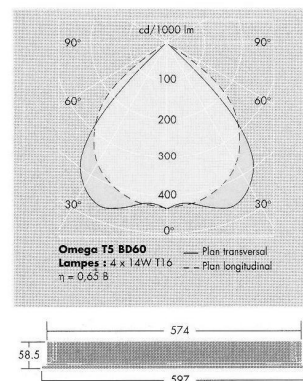 cd/1000 lm
90° 90°
100
60° 60°
200
300
400
30° 30°
0°
Omega T5 BD60
Lampes : 4 x 14W T16
η = 0,65 B
Plan transversal
Plan longitudinal
574
58.5
597